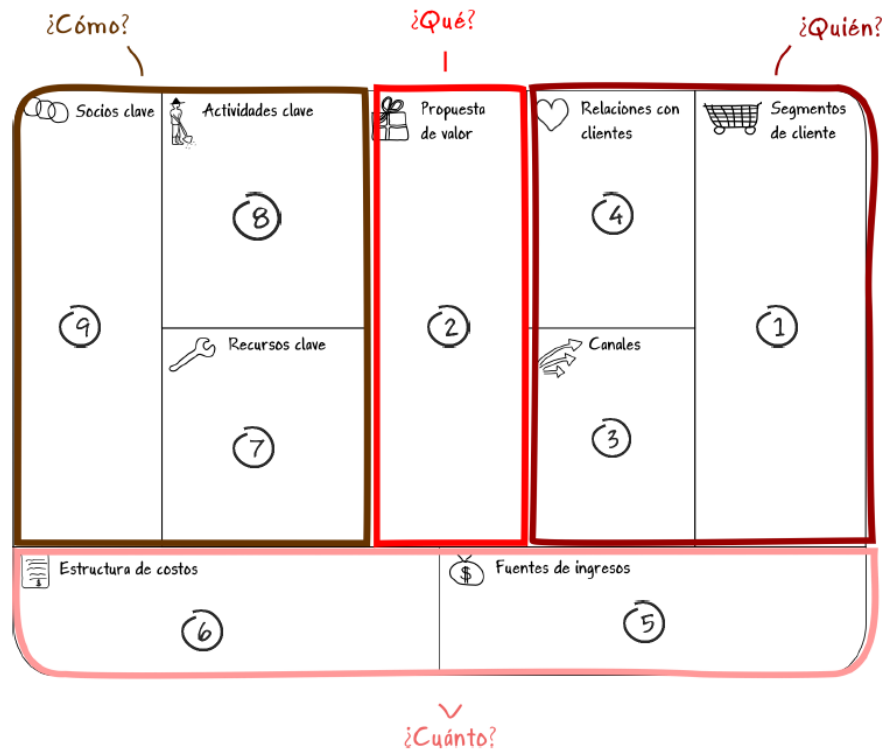 ¿Cómo?
¿Qué?
¿Quién?
Socios clave
Actividades clave
Propuesta
de valor
Relaciones con
clientes
Segmentos
de cliente
8
4
9
2
1
Recursos clave
Canales
7
3
Estructura de costos
$ Fuentes de ingresos
6
5
¿Cuánto?